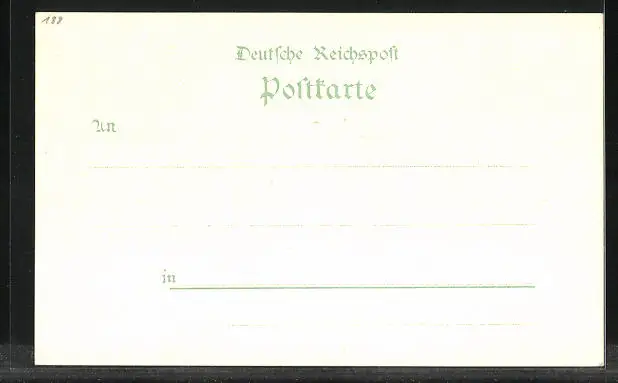 188
Deutſche Reichspoſt
Poſtkarte
An
in